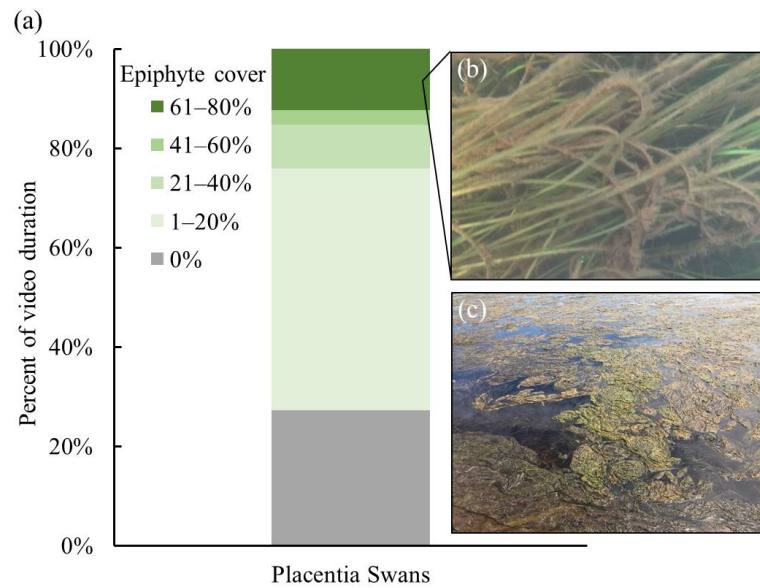 (a)
100%
80%
60%
40%
20%
0%
Percent of video duration
Epiphyte cover
61–80%
41–60%
21–40%
1–20%
0%
Placentia Swans
(b)
(c)